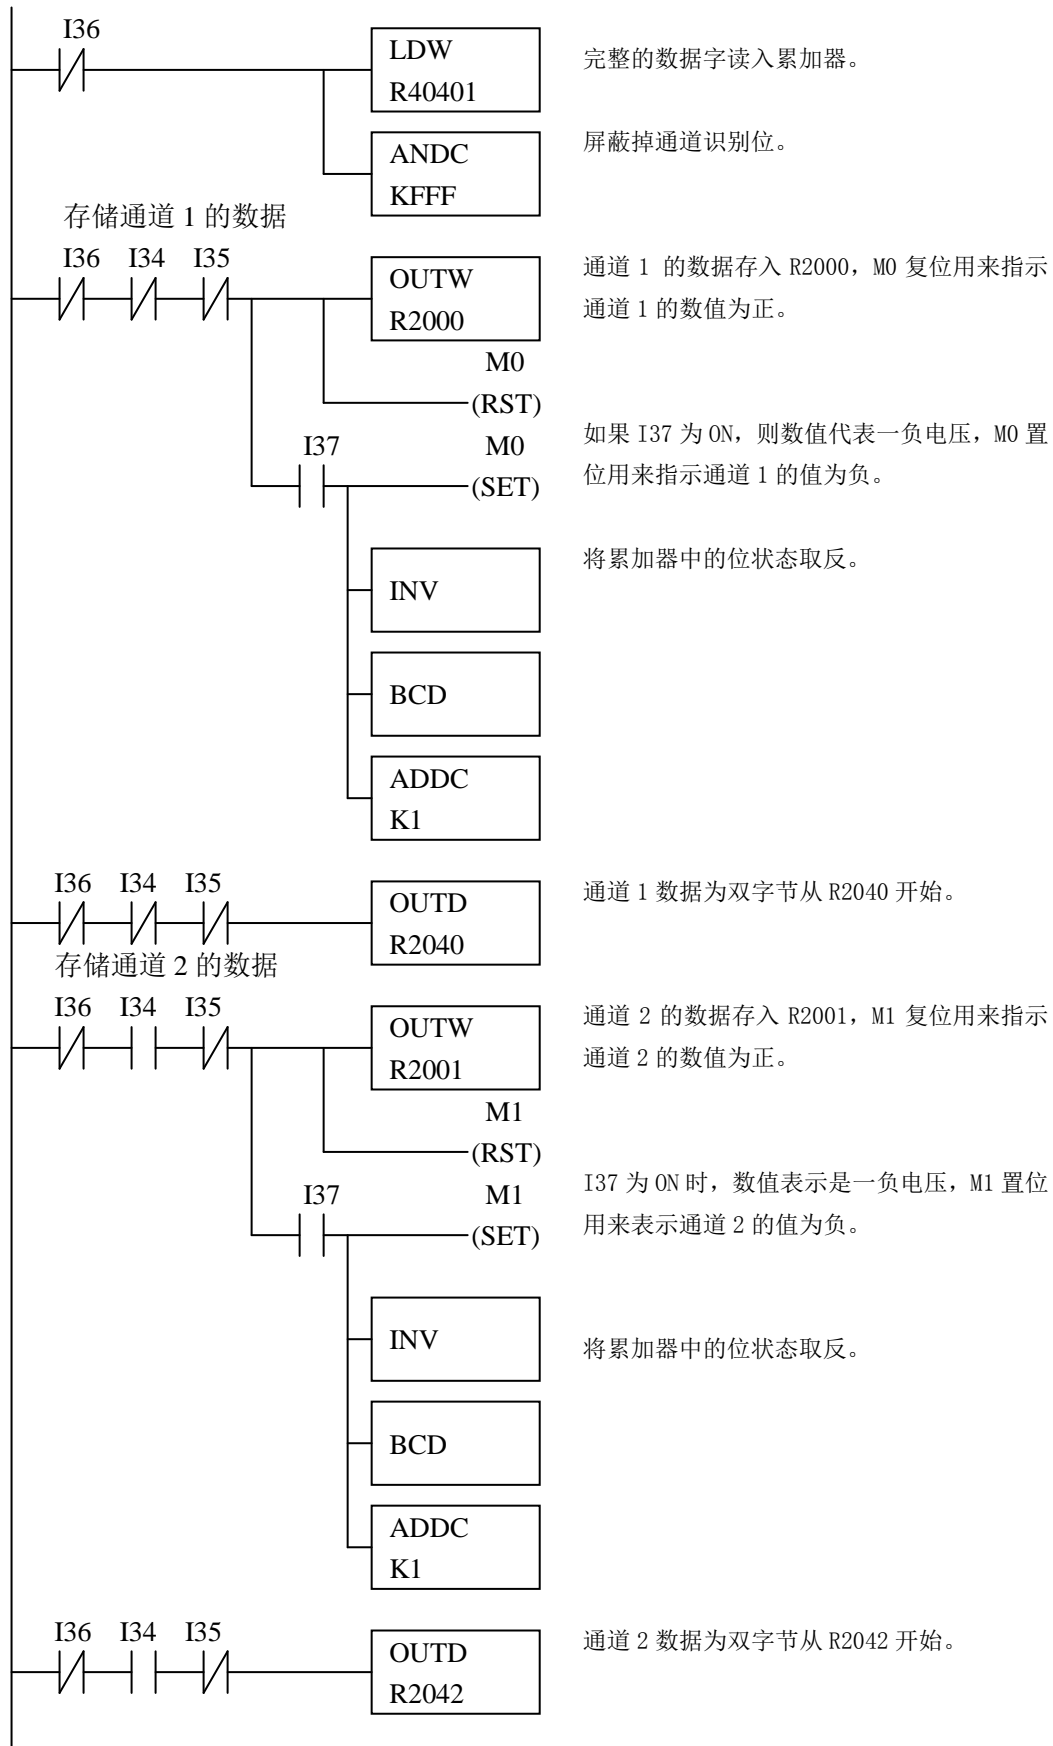 I36
LDW
R40401
完整的数据字读入累加器。
ANDC
KFFF
屏蔽掉通道识别位。
存储通道 1 的数据
I36 I34 I35
OUTW
R2000
通道 1 的数据存入 R2000，M0 复位用来指示
通道 1 的数值为正。
M0
(RST)
I37
M0
(SET)
如果 I37 为 ON，则数值代表一负电压，M0 置
位用来指示通道 1 的值为负。
INV
将累加器中的位状态取反。
BCD
ADDC
K1
I36 I34 I35
OUTD
R2040
通道 1 数据为双字节从 R2040 开始。
存储通道 2 的数据
I36 I34 I35
OUTW
R2001
通道 2 的数据存入 R2001，M1 复位用来指示
通道 2 的数值为正。
M1
(RST)
I37
M1
(SET)
I37 为 ON 时，数值表示是一负电压，M1 置位
用来表示通道 2 的值为负。
INV
将累加器中的位状态取反。
BCD
ADDC
K1
I36 I34 I35
OUTD
R2042
通道 2 数据为双字节从 R2042 开始。